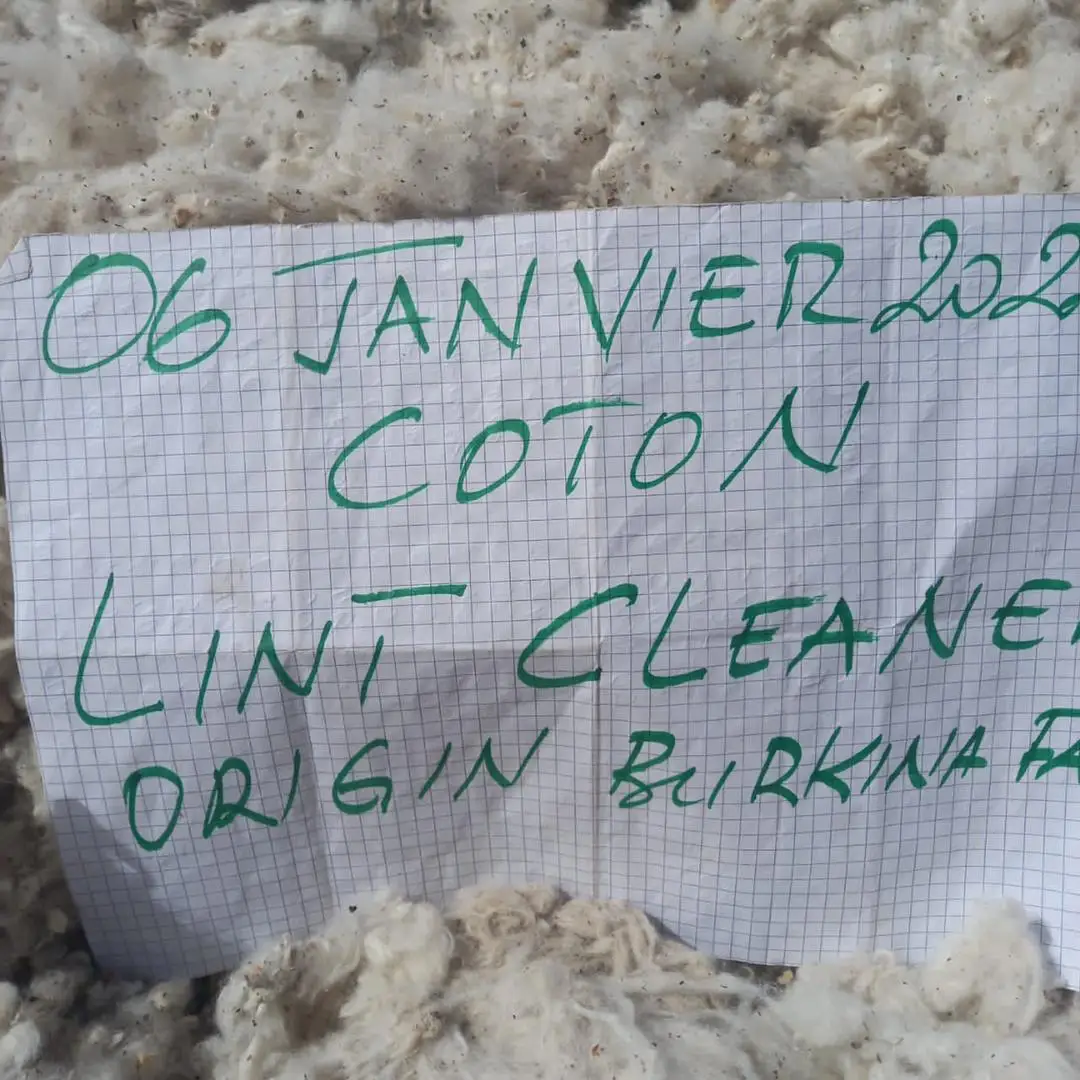 06 JANVIER 202
COTON
LINT CLEANE
ORIGIN BURKINA FA